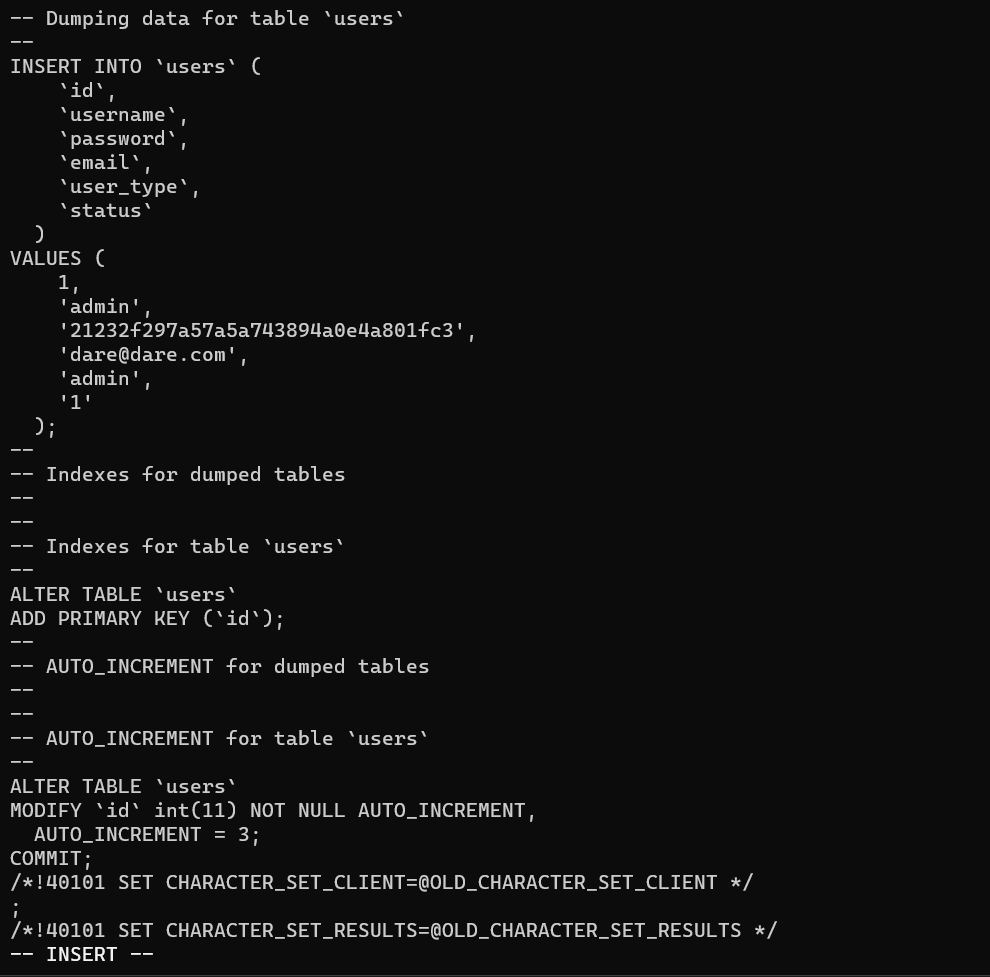 -- Dumping data for table `users`
--
INSERT INTO `users` (
    `id`,
    `username`,
    `password`,
    `email`,
    `user_type`,
    `status`
  )
VALUES (
    1,
    'admin',
    '21232f297a57a5a743894a0e4a801fc3',
    'dare@dare.com',
    'admin',
    '1'
  );
--
-- Indexes for dumped tables
--
--
-- Indexes for table `users`
--
ALTER TABLE `users`
ADD PRIMARY KEY (`id`);
--
-- AUTO_INCREMENT for dumped tables
--
--
-- AUTO_INCREMENT for table `users`
--
ALTER TABLE `users`
MODIFY `id` int(11) NOT NULL AUTO_INCREMENT,
  AUTO_INCREMENT = 3;
COMMIT;
/*!40101 SET CHARACTER_SET_CLIENT=@OLD_CHARACTER_SET_CLIENT */
;
/*!40101 SET CHARACTER_SET_RESULTS=@OLD_CHARACTER_SET_RESULTS */
-- INSERT --